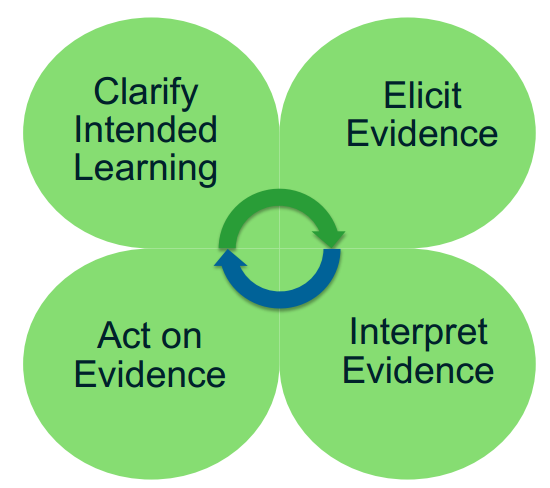 Clarify
Intended
Learning
Elicit
Evidence
Act on
Evidence
Interpret
Evidence